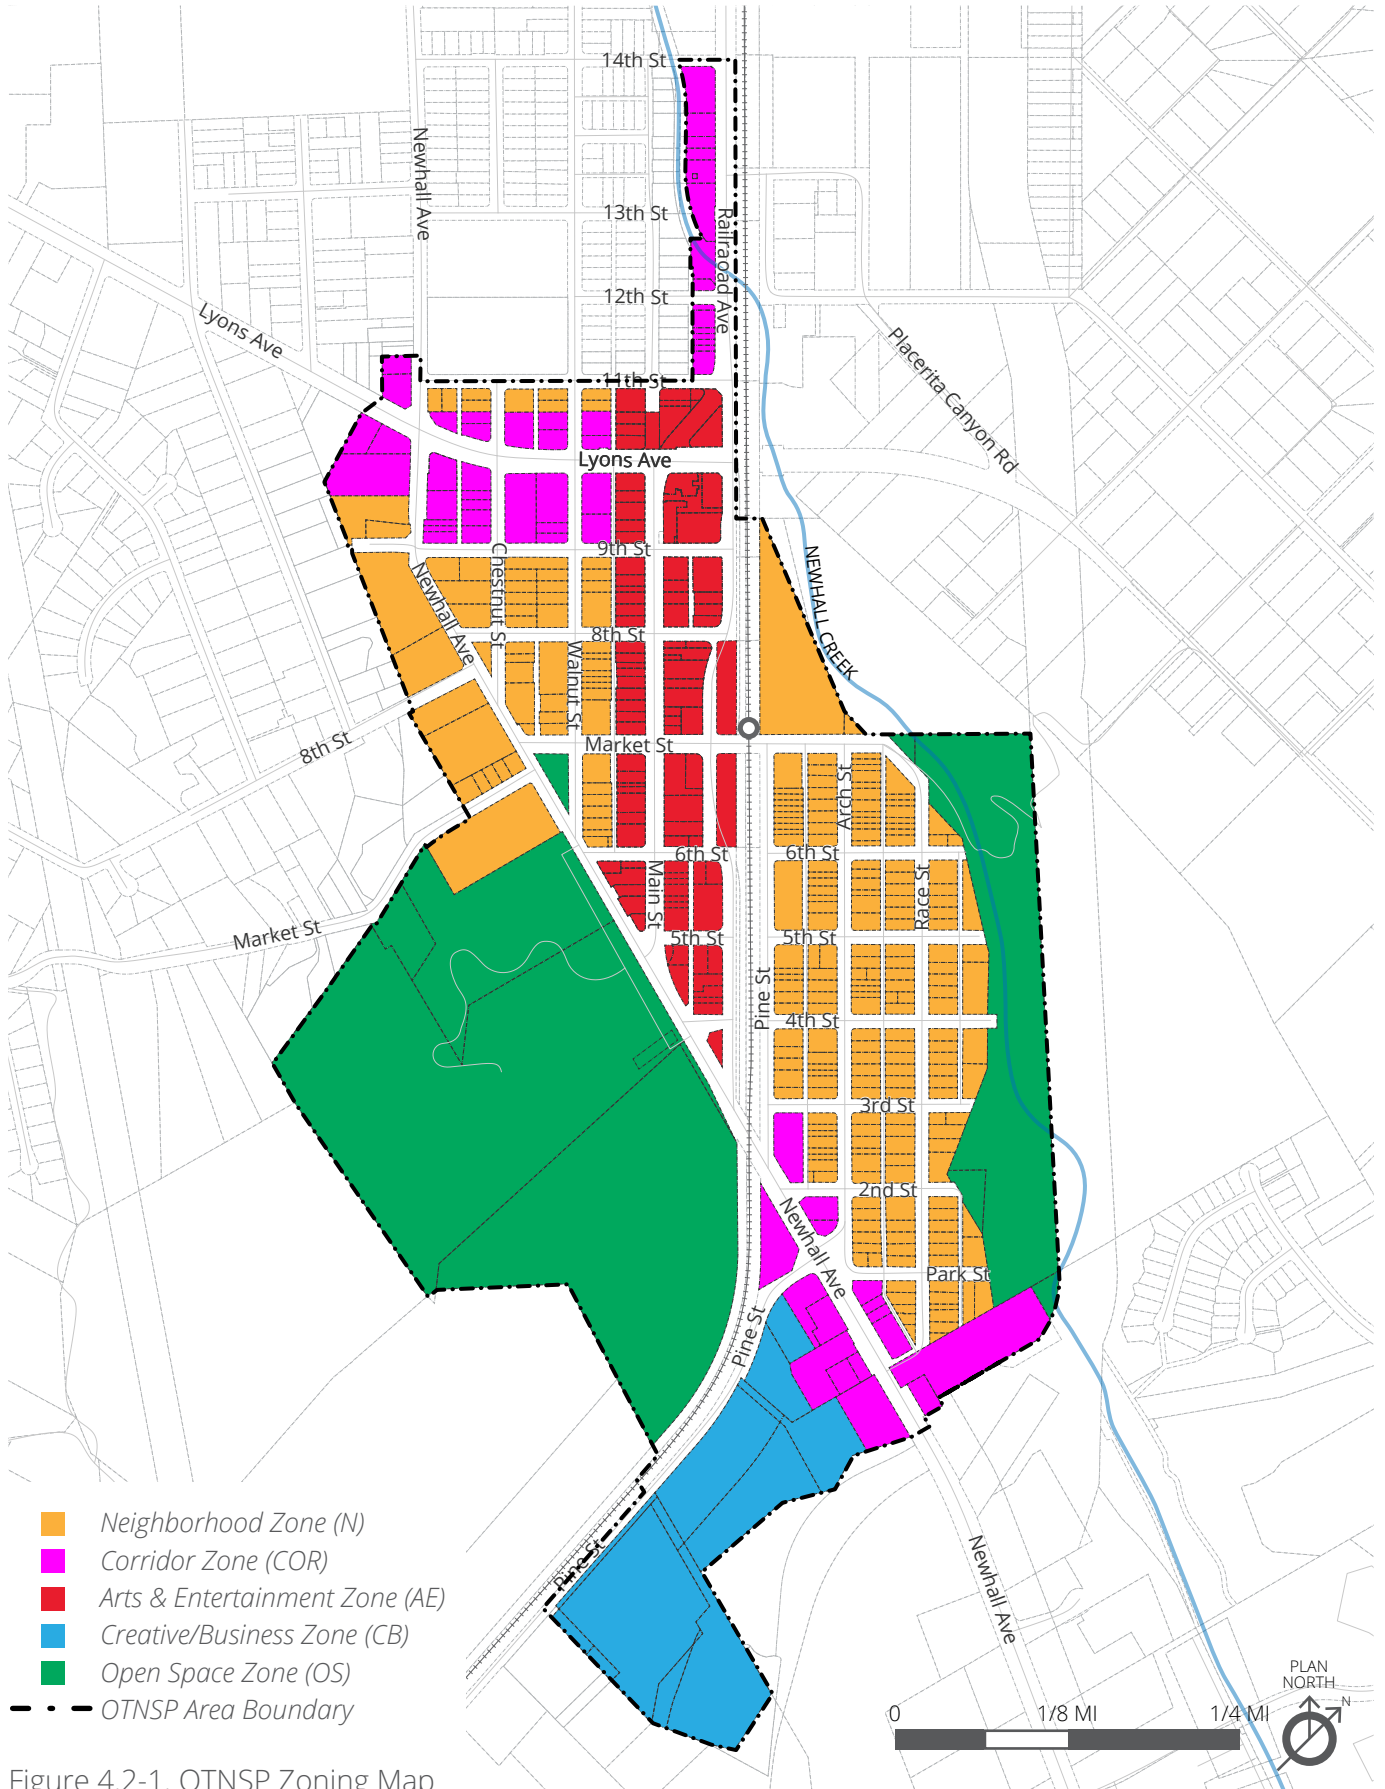 14th St
Newhall Ave
13th St
Railraoad Ave
12th St
Lyons Ave
Placerita Canyon Rd
11th St
Lyons Ave
9th St
Chestnut St
Newhall Ave
NEWHALL CREEK
8th St
Walnut St
8th St
Market St
Arch St
6th St
6th St
Main St
Race St
Market St
5th St
5th St
Pine St
4th St
3rd St
2nd St
Newhall Ave
Park St
Pine St
Pine St
Newhall Ave
Neighborhood Zone (N)
Corridor Zone (COR)
Arts & Entertainment Zone (AE)
Creative/Business Zone (CB)
Open Space Zone (OS)
OTNSP Area Boundary
0 1/8 MI 1/4 MI
PLAN
NORTH
N
Figure 4.2-1. OTNSP Zoning Map